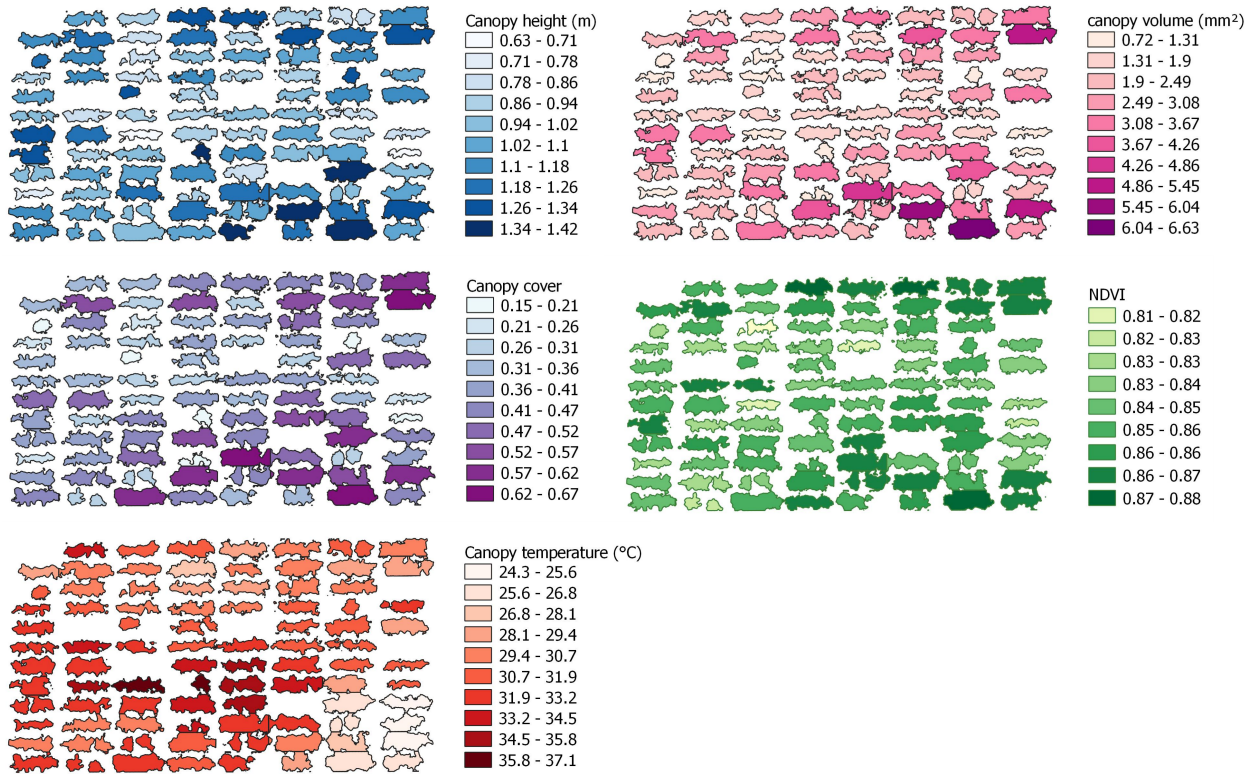 Canopy height (m)
0.63 - 0.71
0.71 - 0.78
0.78 - 0.86
0.86 - 0.94
0.94 - 1.02
1.02 - 1.1
1.1 - 1.18
1.18 - 1.26
1.26 - 1.34
1.34 - 1.42
canopy volume (mm²)
0.72 - 1.31
1.31 - 1.9
1.9 - 2.49
2.49 - 3.08
3.08 - 3.67
3.67 - 4.26
4.26 - 4.86
4.86 - 5.45
5.45 - 6.04
6.04 - 6.63
Canopy cover
0.15 - 0.21
0.21 - 0.26
0.26 - 0.31
0.31 - 0.36
0.36 - 0.41
0.41 - 0.47
0.47 - 0.52
0.52 - 0.57
0.57 - 0.62
0.62 - 0.67
NDVI
0.81 - 0.82
0.82 - 0.83
0.83 - 0.83
0.83 - 0.84
0.84 - 0.85
0.85 - 0.86
0.86 - 0.86
0.86 - 0.87
0.87 - 0.88
Canopy temperature (°C)
24.3 - 25.6
25.6 - 26.8
26.8 - 28.1
28.1 - 29.4
29.4 - 30.7
30.7 - 31.9
31.9 - 33.2
33.2 - 34.5
34.5 - 35.8
35.8 - 37.1